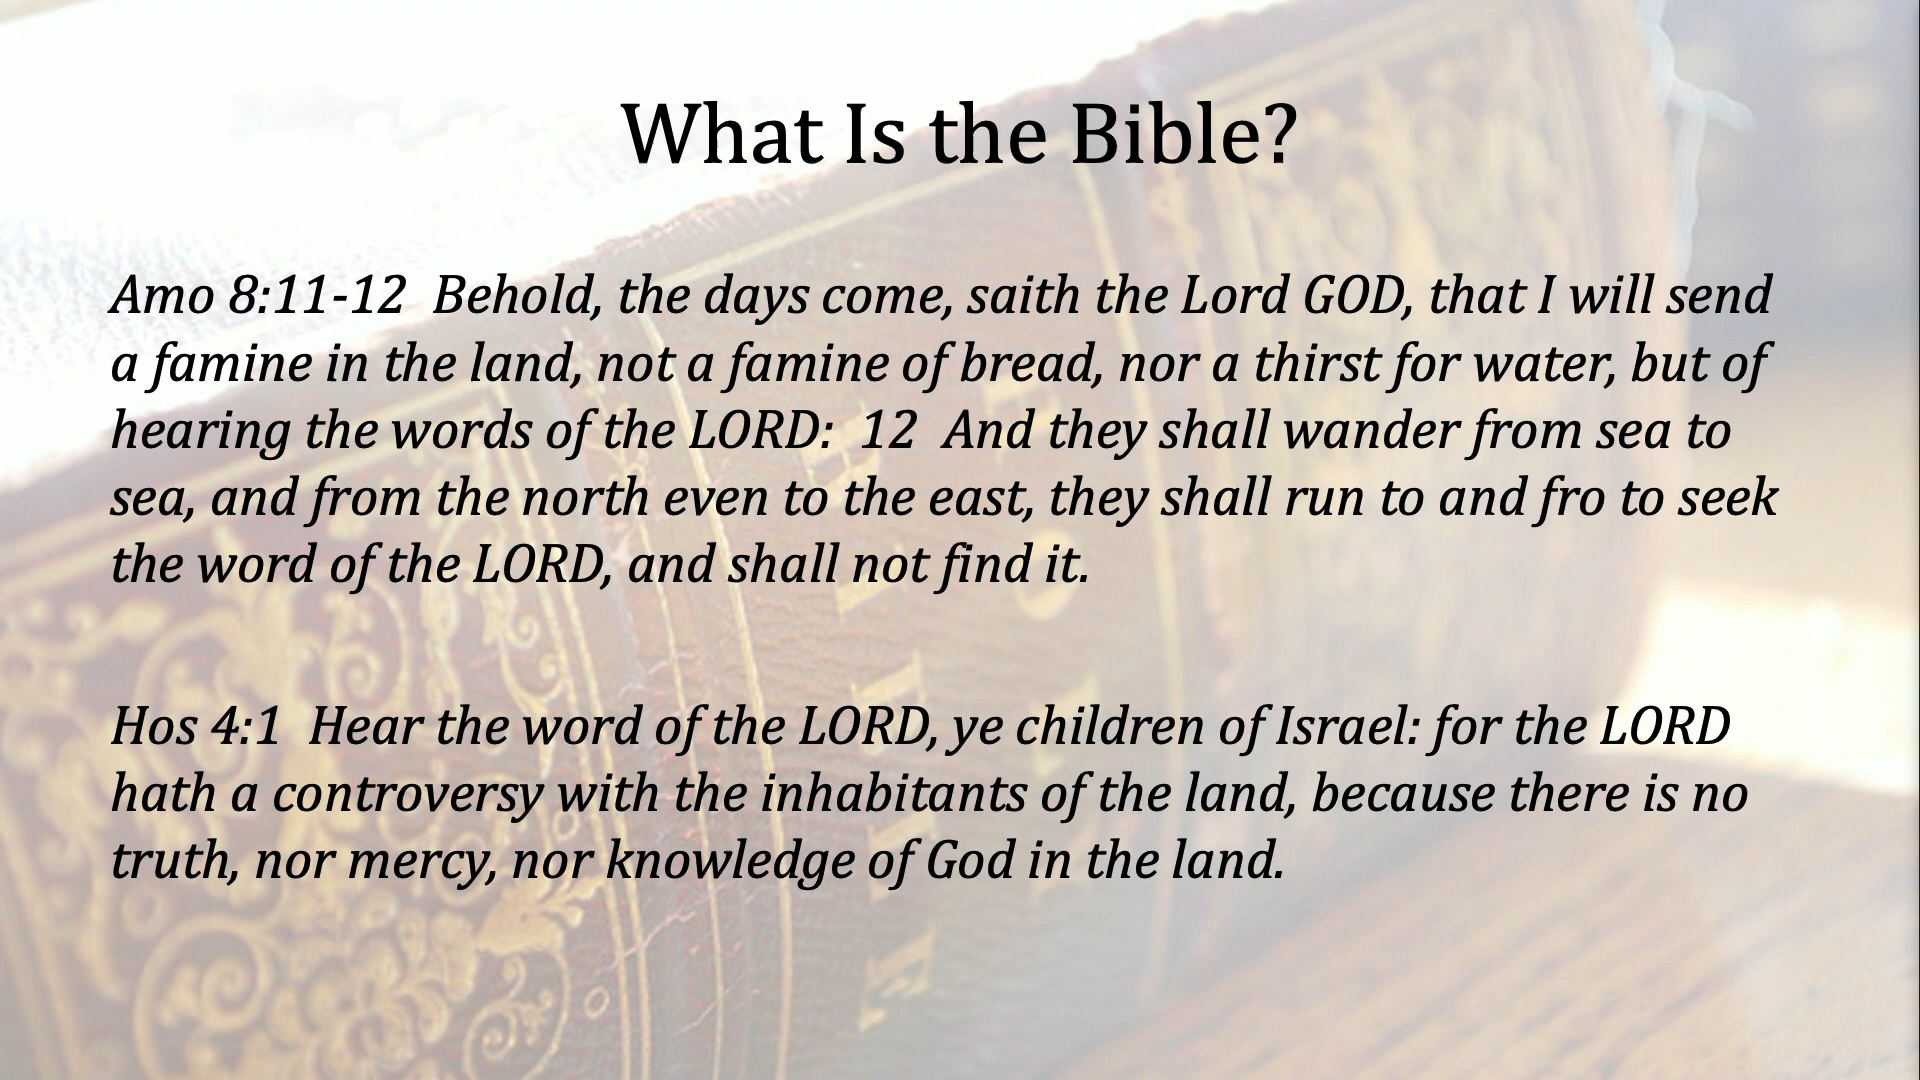 What Is the Bible?
Amo 8:11-12  Behold, the days come, saith the Lord GOD, that I will send
a famine in the land, not a famine of bread, nor a thirst for water, but of
hearing the words of the LORD:  12  And they shall wander from sea to
sea, and from the north even to the east, they shall run to and fro to seek
the word of the LORD, and shall not find it.
Hos 4:1  Hear the word of the LORD, ye children of Israel: for the LORD
hath a controversy with the inhabitants of the land, because there is no
truth, nor mercy, nor knowledge of God in the land.